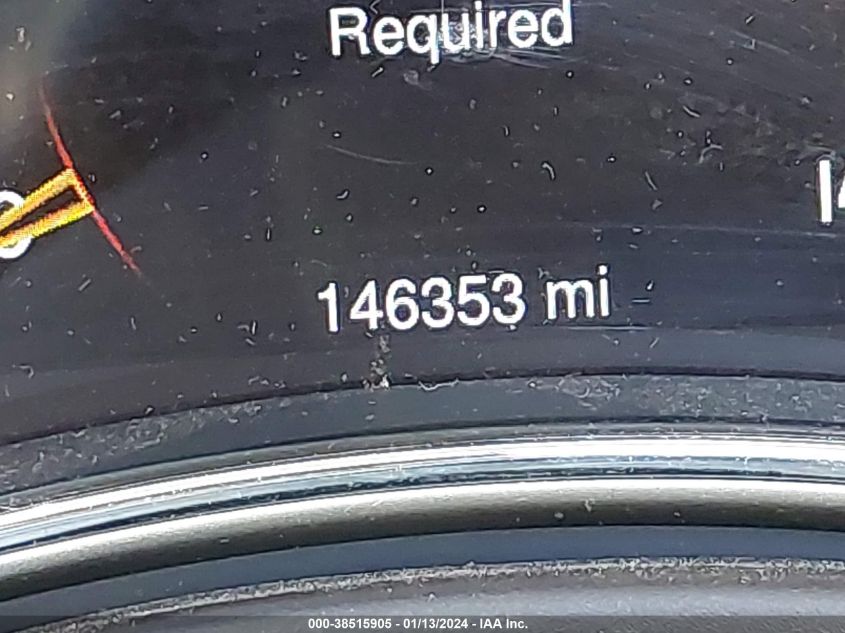 Required
146353 mi
000-38515905 - 01/13/2024 - IAA Inc.